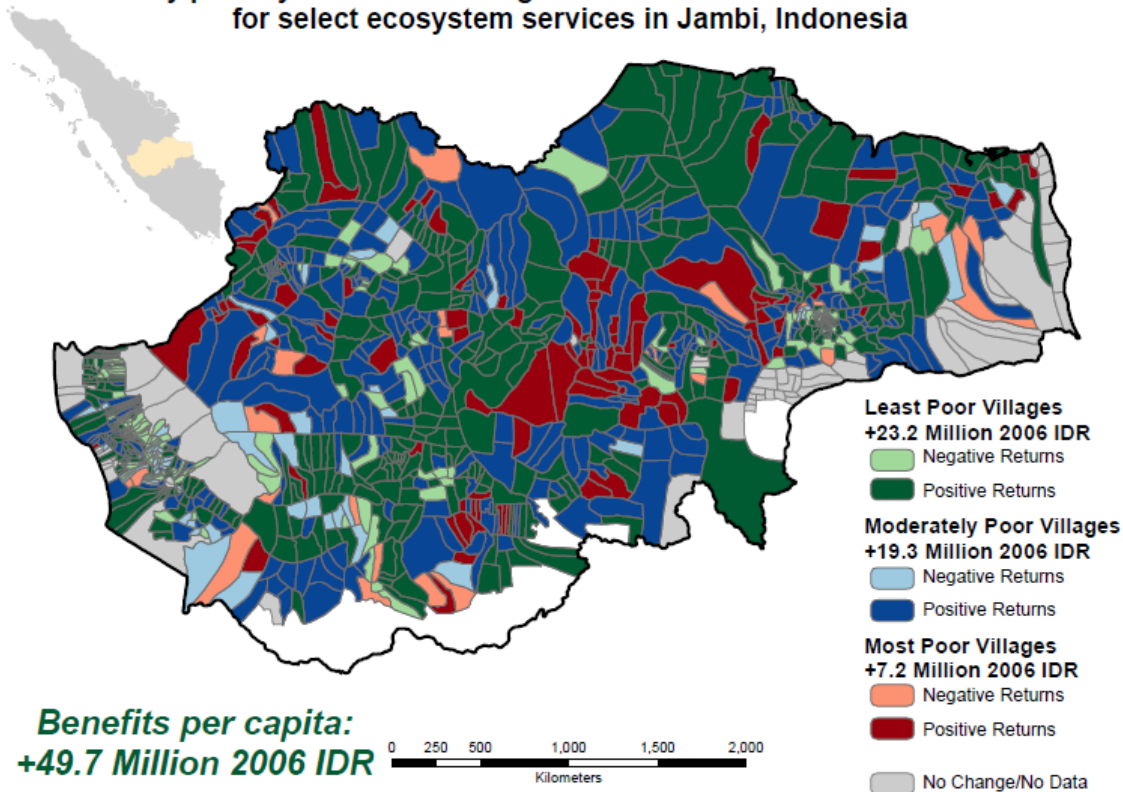 for select ecosystem services in Jambi, Indonesia
Least Poor Villages
+23.2 Million 2006 IDR
Negative Returns
Positive Returns
Moderately Poor Villages
+19.3 Million 2006 IDR
Negative Returns
Positive Returns
Most Poor Villages
+7.2 Million 2006 IDR
Negative Returns
Positive Returns
No Change/No Data
Benefits per capita:
+49.7 Million 2006 IDR
0 250 500 1,000 1,500 2,000
Kilometers